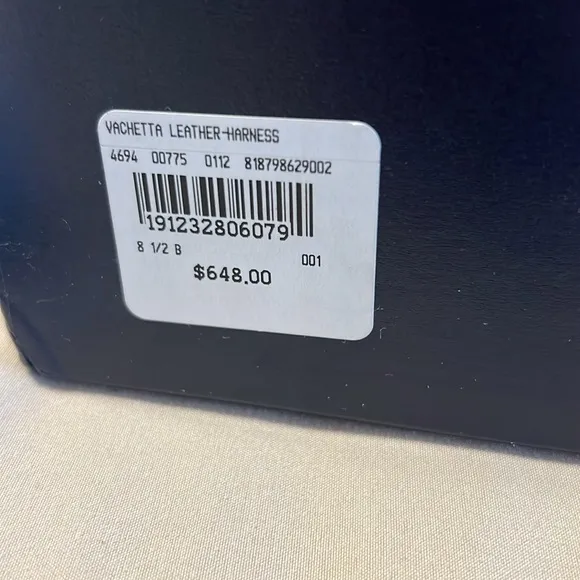 VACHETTA LEATHER-HARNESS
4694 00775 0112 818798629002
191232806079
8 1/2 B 001
$648.00